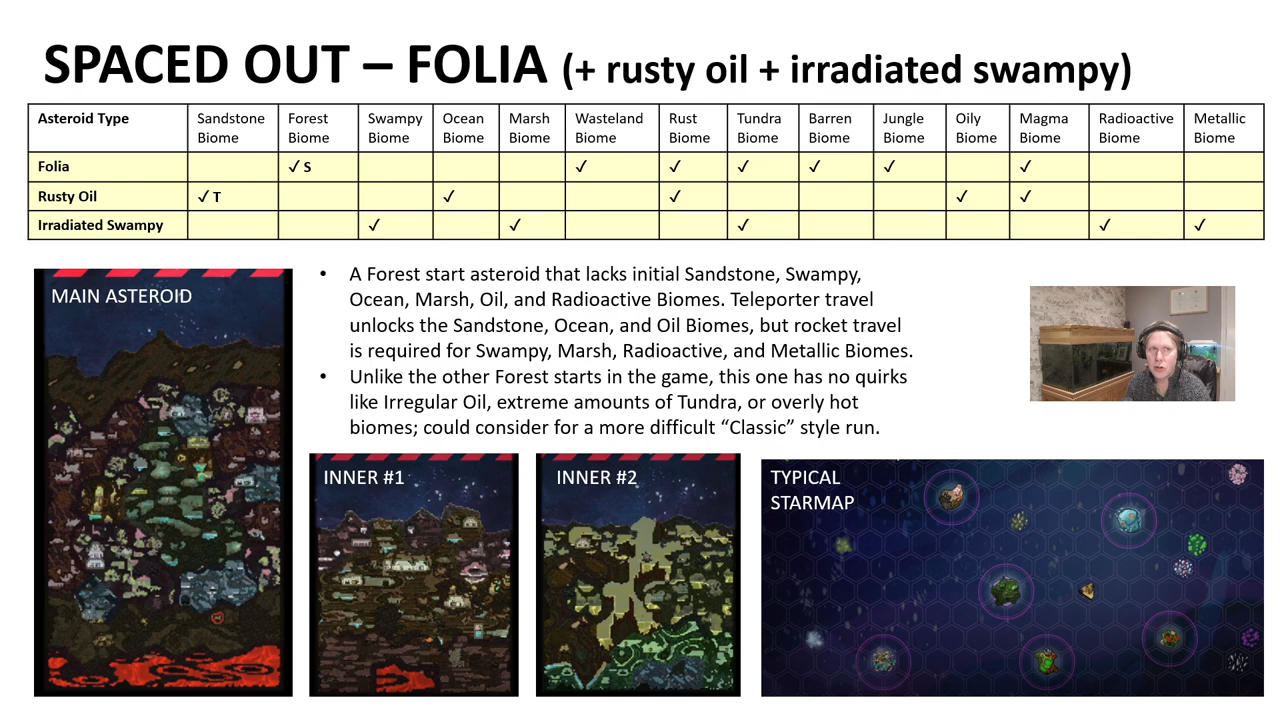 SPACED OUT – FOLIA (+ rusty oil + irradiated swampy)
Asteroid Type Sandstone Biome Forest Biome Swampy Biome Ocean Biome Marsh Biome Wasteland Biome Rust Biome Tundra Biome Barren Biome Jungle Biome Oily Biome Magma Biome Radioactive Biome Metallic Biome
Folia ✓ S ✓ ✓ ✓ ✓ ✓ ✓
Rusty Oil ✓ T ✓ ✓ ✓ ✓
Irradiated Swampy ✓ ✓ ✓ ✓ ✓
MAIN ASTEROID
• A Forest start asteroid that lacks initial Sandstone, Swampy,
Ocean, Marsh, Oil, and Radioactive Biomes. Teleporter travel
unlocks the Sandstone, Ocean, and Oil Biomes, but rocket travel
is required for Swampy, Marsh, Radioactive, and Metallic Biomes.
• Unlike the other Forest starts in the game, this one has no quirks
like Irregular Oil, extreme amounts of Tundra, or overly hot
biomes; could consider for a more difficult “Classic” style run.
INNER #1
INNER #2
TYPICAL
STARMAP